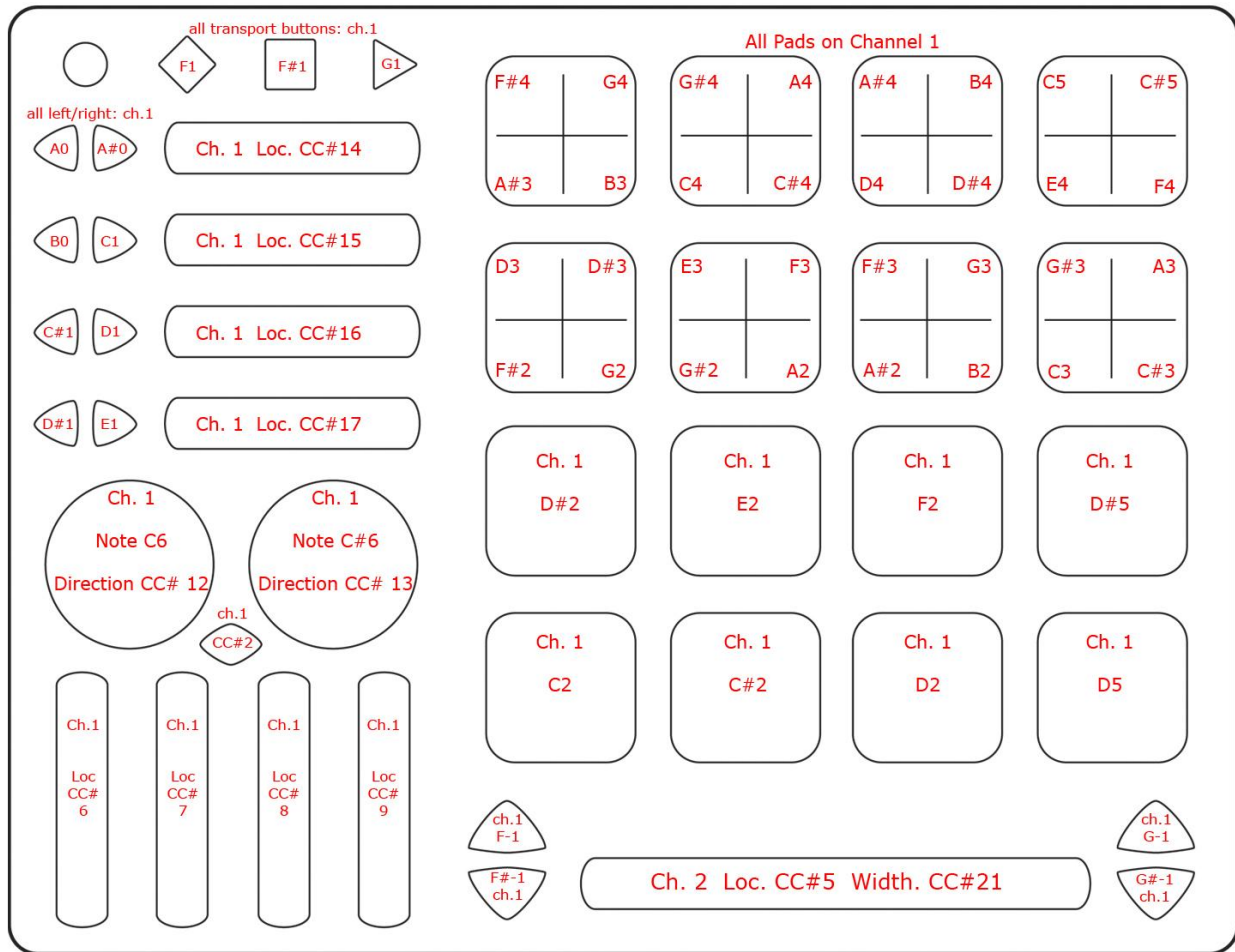 all transport buttons: ch.1
F1
F#1
G1
all left/right: ch.1
A0 A#0
Ch. 1 Loc. CC#14
B0 C1
Ch. 1 Loc. CC#15
C#1 D1
Ch. 1 Loc. CC#16
D#1 E1
Ch. 1 Loc. CC#17
Ch. 1
Note C6
Direction CC# 12
Ch. 1
Note C#6
Direction CC# 13
ch.1
CC#2
Ch.1
Loc
CC#
6
Ch.1
Loc
CC#
7
Ch.1
Loc
CC#
8
Ch.1
Loc
CC#
9
All Pads on Channel 1
F#4 G4
A#3 B3
G#4 A4
C4 C#4
A#4 B4
D4 D#4
C5 C#5
E4 F4
D3 D#3
F#2 G2
E3 F3
G#2 A2
F#3 G3
A#2 B2
G#3 A3
C3 C#3
Ch. 1
D#2
Ch. 1
E2
Ch. 1
F2
Ch. 1
D#5
Ch. 1
C2
Ch. 1
C#2
Ch. 1
D2
Ch. 1
D5
ch.1
F-1
F#-1
ch.1
Ch. 2 Loc. CC#5 Width. CC#21
ch.1
G-1
G#-1
ch.1